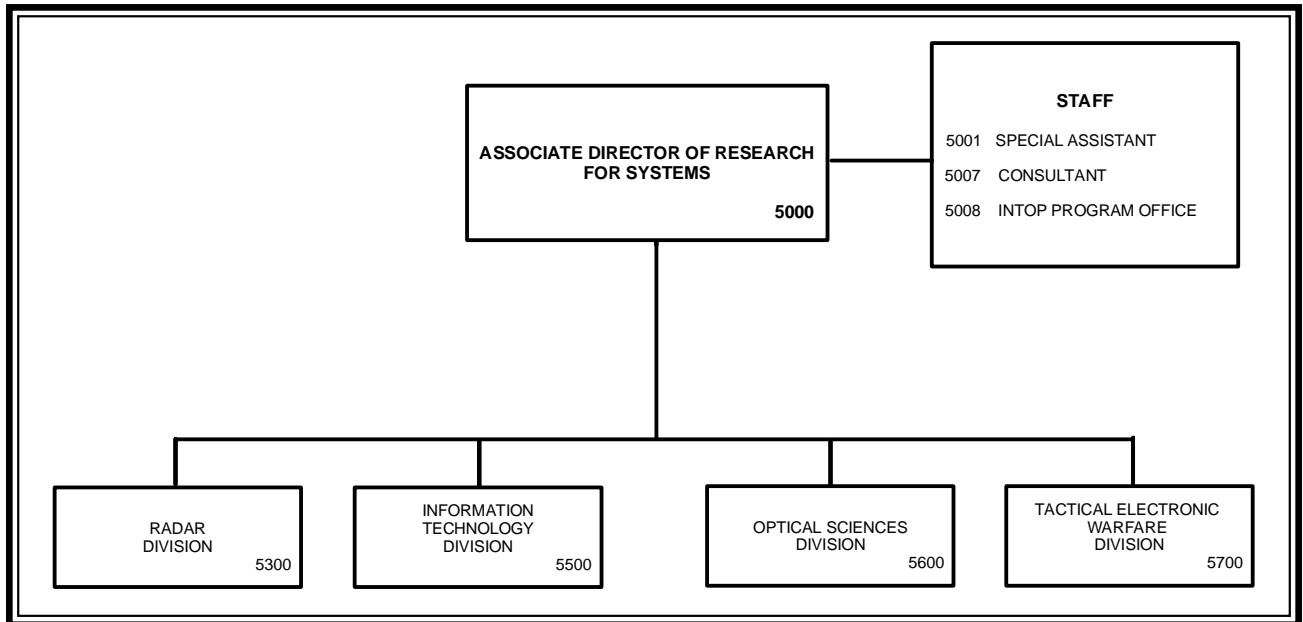 ASSOCIATE DIRECTOR OF RESEARCH
FOR SYSTEMS
5000
STAFF
5001 SPECIAL ASSISTANT
5007 CONSULTANT
5008 INTOP PROGRAM OFFICE
RADAR
DIVISION
5300
INFORMATION
TECHNOLOGY
DIVISION
5500
OPTICAL SCIENCES
DIVISION
5600
TACTICAL ELECTRONIC
WARFARE
DIVISION
5700